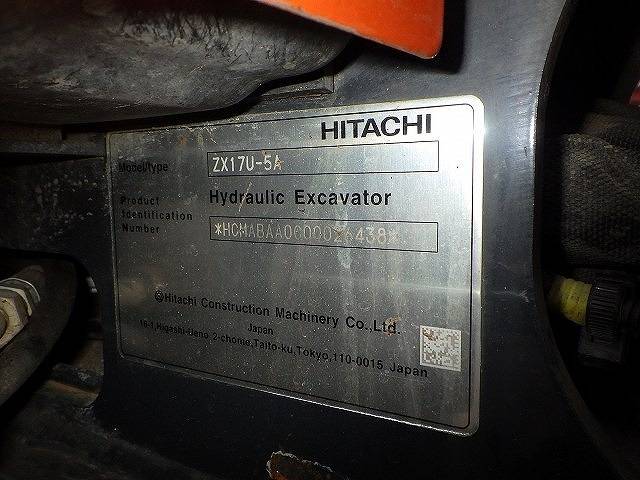 HITACHI
Model/type ZX17U-5A
Hydraulic Excavator
Product
Identification
Number
*HCMABAA0C00026438*
©Hitachi Construction Machinery Co.,Ltd.
Japan
16-1,Higashi-Ueno 2-chome,Taito-ku,Tokyo,110-0015 Japan